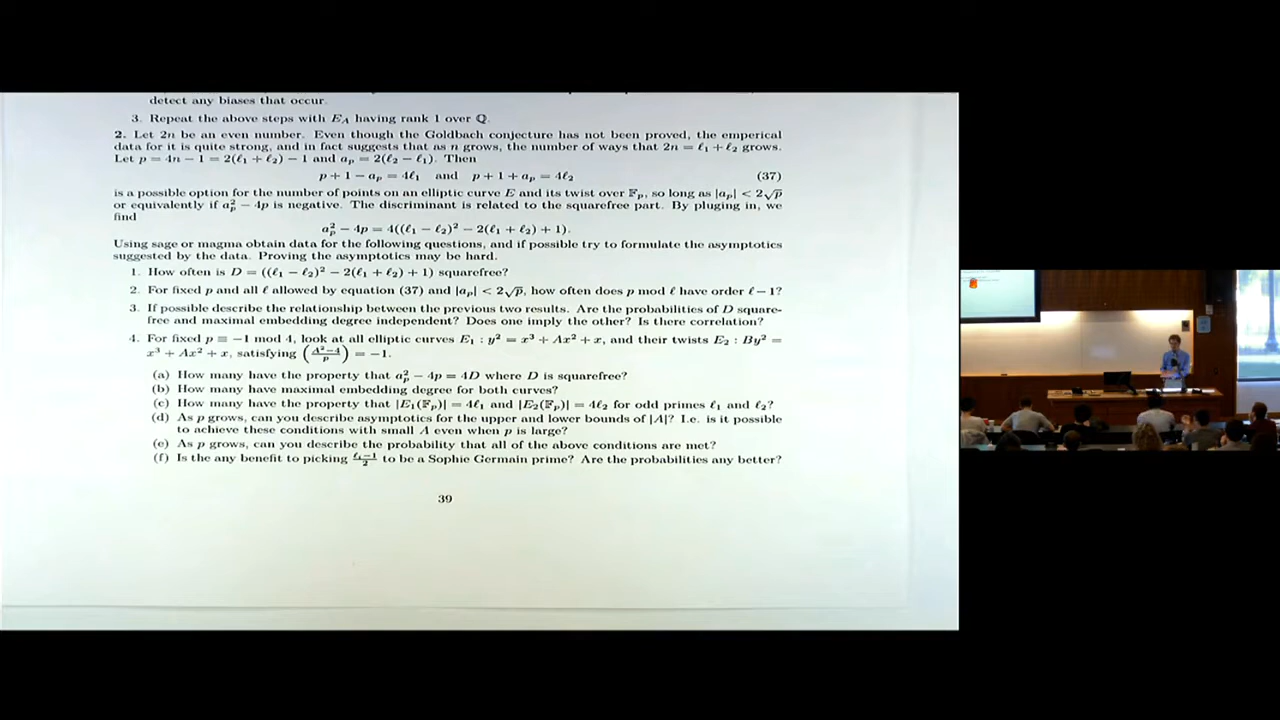 detect any biases that occur.
3. Repeat the above steps with E_A having rank 1 over ℚ.
2. Let 2n be an even number. Even though the Goldbach conjecture has not been proved, the emperical
data for it is quite strong, and in fact suggests that as n grows, the number of ways that 2n = ℓ₁ + ℓ₂ grows.
Let p = 4n − 1 = 2(ℓ₁ + ℓ₂) − 1 and a_p = 2(ℓ₂ − ℓ₁). Then
p + 1 − a_p = 4ℓ₁ and p + 1 + a_p = 4ℓ₂ (37)
is a possible option for the number of points on an elliptic curve E and its twist over 𝔽_p, so long as |a_p| < 2√p
or equivalently if a_p² − 4p is negative. The discriminant is related to the squarefree part. By pluging in, we
find
a_p² − 4p = 4((ℓ₁ − ℓ₂)² − 2(ℓ₁ + ℓ₂) + 1).
Using sage or magma obtain data for the following questions, and if possible try to formulate the asymptotics
suggested by the data. Proving the asymptotics may be hard.
1. How often is D = ((ℓ₁ − ℓ₂)² − 2(ℓ₁ + ℓ₂) + 1) squarefree?
2. For fixed p and all ℓ allowed by equation (37) and |a_p| < 2√p, how often does p mod ℓ have order ℓ − 1?
3. If possible describe the relationship between the previous two results. Are the probabilities of D square-
free and maximal embedding degree independent? Does one imply the other? Is there correlation?
4. For fixed p ≡ −1 mod 4, look at all elliptic curves E₁ : y² = x³ + Ax² + x, and their twists E₂ : By² =
x³ + Ax² + x, satisfying ((A²−4)/p) = −1.
(a) How many have the property that a_p² − 4p = 4D where D is squarefree?
(b) How many have maximal embedding degree for both curves?
(c) How many have the property that |E₁(𝔽_p)| = 4ℓ₁ and |E₂(𝔽_p)| = 4ℓ₂ for odd primes ℓ₁ and ℓ₂?
(d) As p grows, can you describe asymptotics for the upper and lower bounds of |A|? I.e. is it possible
to achieve these conditions with small A even when p is large?
(e) As p grows, can you describe the probability that all of the above conditions are met?
(f) Is the any benefit to picking (ℓᵢ−1)/2 to be a Sophie Germain prime? Are the probabilities any better?
39